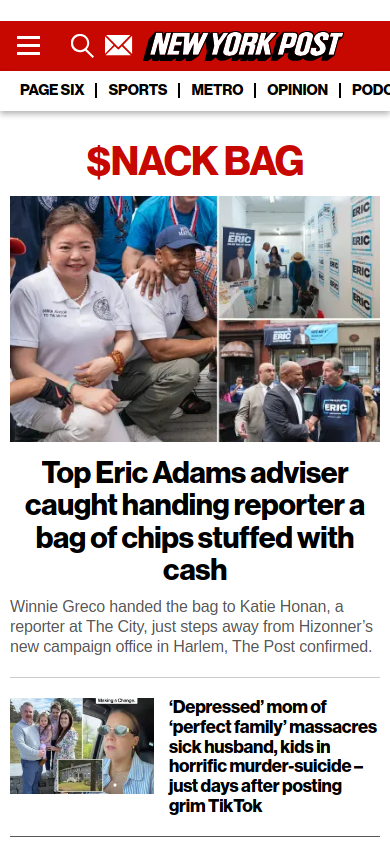 NEW YORK POST
PAGE SIX
SPORTS
METRO
OPINION
$NACK BAG
ERIC
ERIC
ERIC
ERIC
ERIC
ERIC
ERIC
Top Eric Adams adviser
caught handing reporter a
bag of chips stuffed with
cash
Winnie Greco handed the bag to Katie Honan, a
reporter at The City, just steps away from Hizonner’s
new campaign office in Harlem, The Post confirmed.
Making a Change.
‘Depressed’ mom of
‘perfect family’ massacres
sick husband, kids in
horrific murder-suicide –
just days after posting
grim TikTok